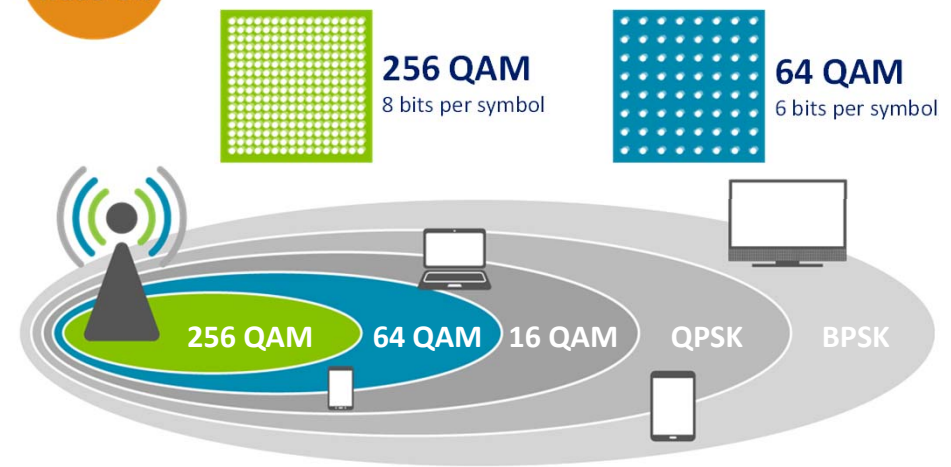 256 QAM
8 bits per symbol
64 QAM
6 bits per symbol
256 QAM
64 QAM
16 QAM
QPSK
BPSK